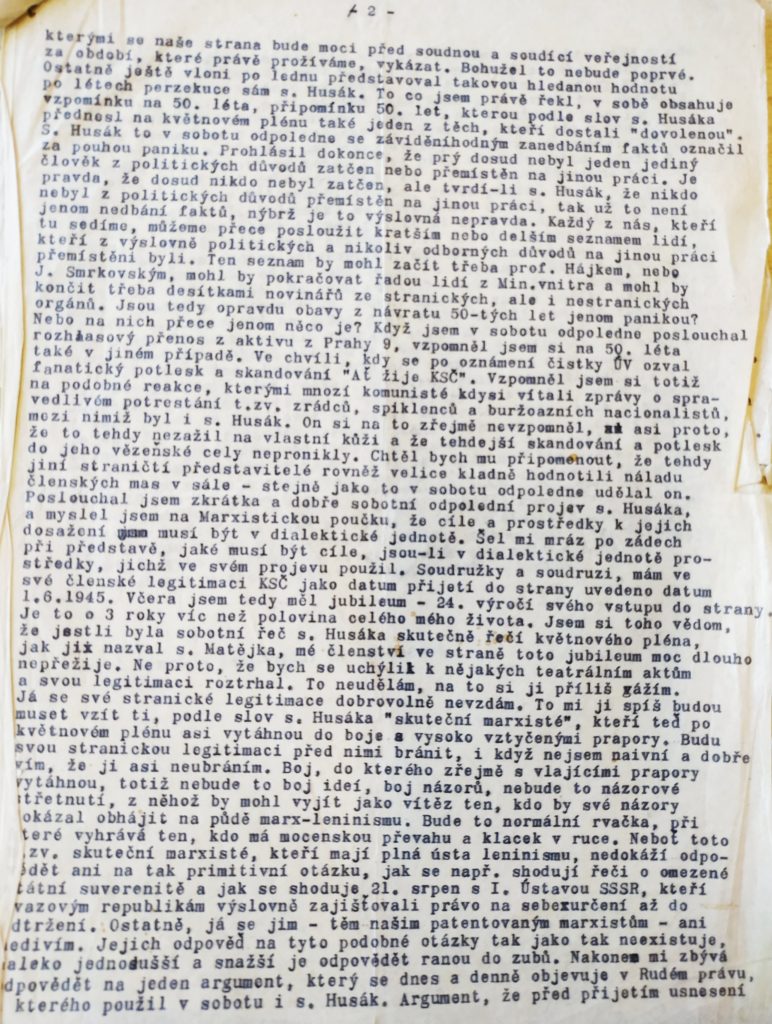 - 2 -
kterými se naše strana bude moci před soudnou a soudící veřejností
za období, které právě prožíváme, vykázat. Bohužel to nebude poprvé.
Ostatně ještě vloni po lednu představoval takovou hledanou hodnotu
po létech perzekuce sám s. Husák. To co jsem právě řekl, v sobě obsahuje
vzpomínku na 50. léta, připomínku 50. let, kterou podle slov s. Husáka
přednesl na květnovém plénu také jeden z těch, kteří dostali "dovolenou".
S. Husák to v sobotu odpoledne se záviděníhodným zanedbáním faktů označil
za pouhou paniku. Prohlásil dokonce, že prý dosud nebyl jeden jediný
člověk z politických důvodů zatčen nebo přemístěn na jinou práci. Je
pravda, že dosud nikdo nebyl zatčen, ale tvrdí-li s. Husák, že nikdo
nebyl z politických důvodů přemístěn na jinou práci, tak už to není
jenom nedbání faktů, nýbrž je to výslovná nepravda. Každý z nás, kteří
tu sedíme, můžeme přece posloužit kratším nebo delším seznamem lidí,
kteří z výslovně politických a nikoliv odborných důvodů na jinou práci
přemístěni byli. Ten seznam by mohl začít třeba prof. Hájkem, nebo
J. Smrkovským, mohl by pokračovat řadou lidí z Min.vnitra a mohl by
končit třeba desítkami novinářů ze stranických, ale i nestranických
orgánů. Jsou tedy opravdu obavy z návratu 50-tých let jenom panikou?
Nebo na nich přece jenom něco je? Když jsem v sobotu odpoledne poslouchal
rozhlasový přenos z aktivu z Prahy 9, vzpomněl jsem si na 50. léta
také v jiném případě. Ve chvíli, kdy se po oznámení čistky ÚV ozval
fanatický potlesk a skandování "Ať žije KSČ". Vzpomněl jsem si totiž
na podobné reakce, kterými mnozí komunisté kdysi vítali zprávy o spra-
vedlivém potrestání t.zv. zrádců, spiklenců a buržoazních nacionalistů,
mezi nimiž byl i s. Husák. On si na to zřejmě nevzpomněl, asi proto,
že to tehdy nezažil na vlastní kůži a že tehdejší skandování a potlesk
do jeho vězenské cely nepronikly. Chtěl bych mu připomenout, že tehdy
jiní straničtí představitelé rovněž velice kladně hodnotili náladu
členských mas v sále - stejně jako to v sobotu odpoledne udělal on.
Poslouchal jsem zkrátka a dobře sobotní odpolední projev s. Husáka,
a myslel jsem na Marxistickou poučku, že cíle a prostředky k jejich
dosažení musí být v dialektické jednotě. Šel mi mráz po zádech
při představě, jaké musí být cíle, jsou-li v dialektické jednotě pro-
středky, jichž ve svém projevu použil. Soudružky a soudruzi, mám ve
své členské legitimaci KSČ jako datum přijetí do strany uvedeno datum
1.6.1945. Včera jsem tedy měl jubileum - 24. výročí svého vstupu do strany.
Je to o 3 roky víc než polovina celého mého života. Jsem si toho vědom,
že jestli byla sobotní řeč s. Husáka skutečně řečí květnového pléna,
jak ji nazval s. Matějka, mé členství ve straně toto jubileum moc dlouho
nepřežije. Ne proto, že bych se uchýlil k nějakých teatrálním aktům
a svou legitimaci roztrhal. To neudělám, na to si jí příliš vážím.
Já se své stranické legitimace dobrovolně nevzdám. To mi ji spíš budou
muset vzít ti, podle slov s. Husáka "skuteční marxisté", kteří teď po
květnovém plénu asi vytáhnou do boje s vysoko vztyčenými prapory. Budu
svou stranickou legitimaci před nimi bránit, i když nejsem naivní a dobře
vím, že ji asi neubráním. Boj, do kterého zřejmě s vlajícími prapory
vytáhnou, totiž nebude to boj idejí, boj názorů, nebude to názorové
střetnutí, z něhož by mohl vyjít jako vítěz ten, kdo by své názory
okázal obhájit na půdě marx-leninismu. Bude to normální rvačka, při
teré vyhrává ten, kdo má mocenskou převahu a klacek v ruce. Neboť toto
.zv. skuteční marxisté, kteří mají plná ústa leninismu, nedokáží odpo-
ědět ani na tak primitivní otázku, jak se např. shodují řeči o omezené
tátní suverenitě a jak se shoduje 21. srpen s I. Ústavou SSSR, kteří
vazovým republikám výslovně zajišťovali právo na sebeurčení až do
dtržení. Ostatně, já se jim - těm našim patentovaným marxistům - ani
edivím. Jejich odpověď na tyto podobné otázky tak jako tak neexistuje,
aleko jednodušší a snažší je odpovědět ranou do zubů. Nakonec mi zbývá
dpovědět na jeden argument, který se dnes a denně objevuje v Rudém právu,
kterého použil v sobotu i s. Husák. Argument, že před přijetím usnesení